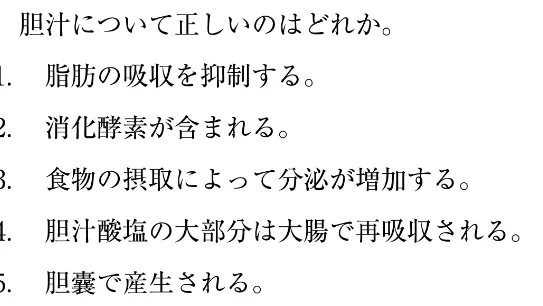 胆汁について正しいのはどれか。
1. 脂肪の吸収を抑制する。
2. 消化酵素が含まれる。
3. 食物の摂取によって分泌が増加する。
4. 胆汁酸塩の大部分は大腸で再吸収される。
5. 胆嚢で産生される。